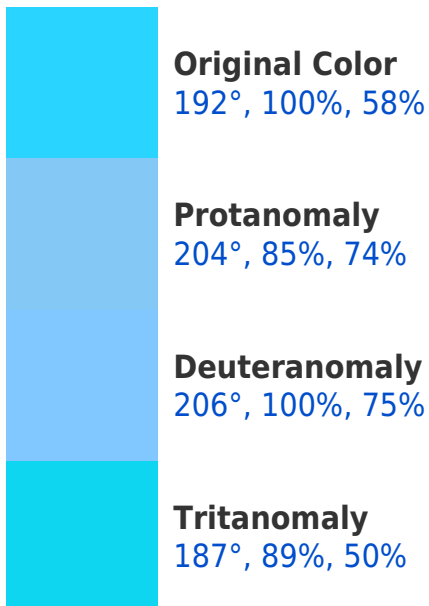 Original Color
192°, 100%, 58%
Protanomaly
204°, 85%, 74%
Deuteranomaly
206°, 100%, 75%
Tritanomaly
187°, 89%, 50%